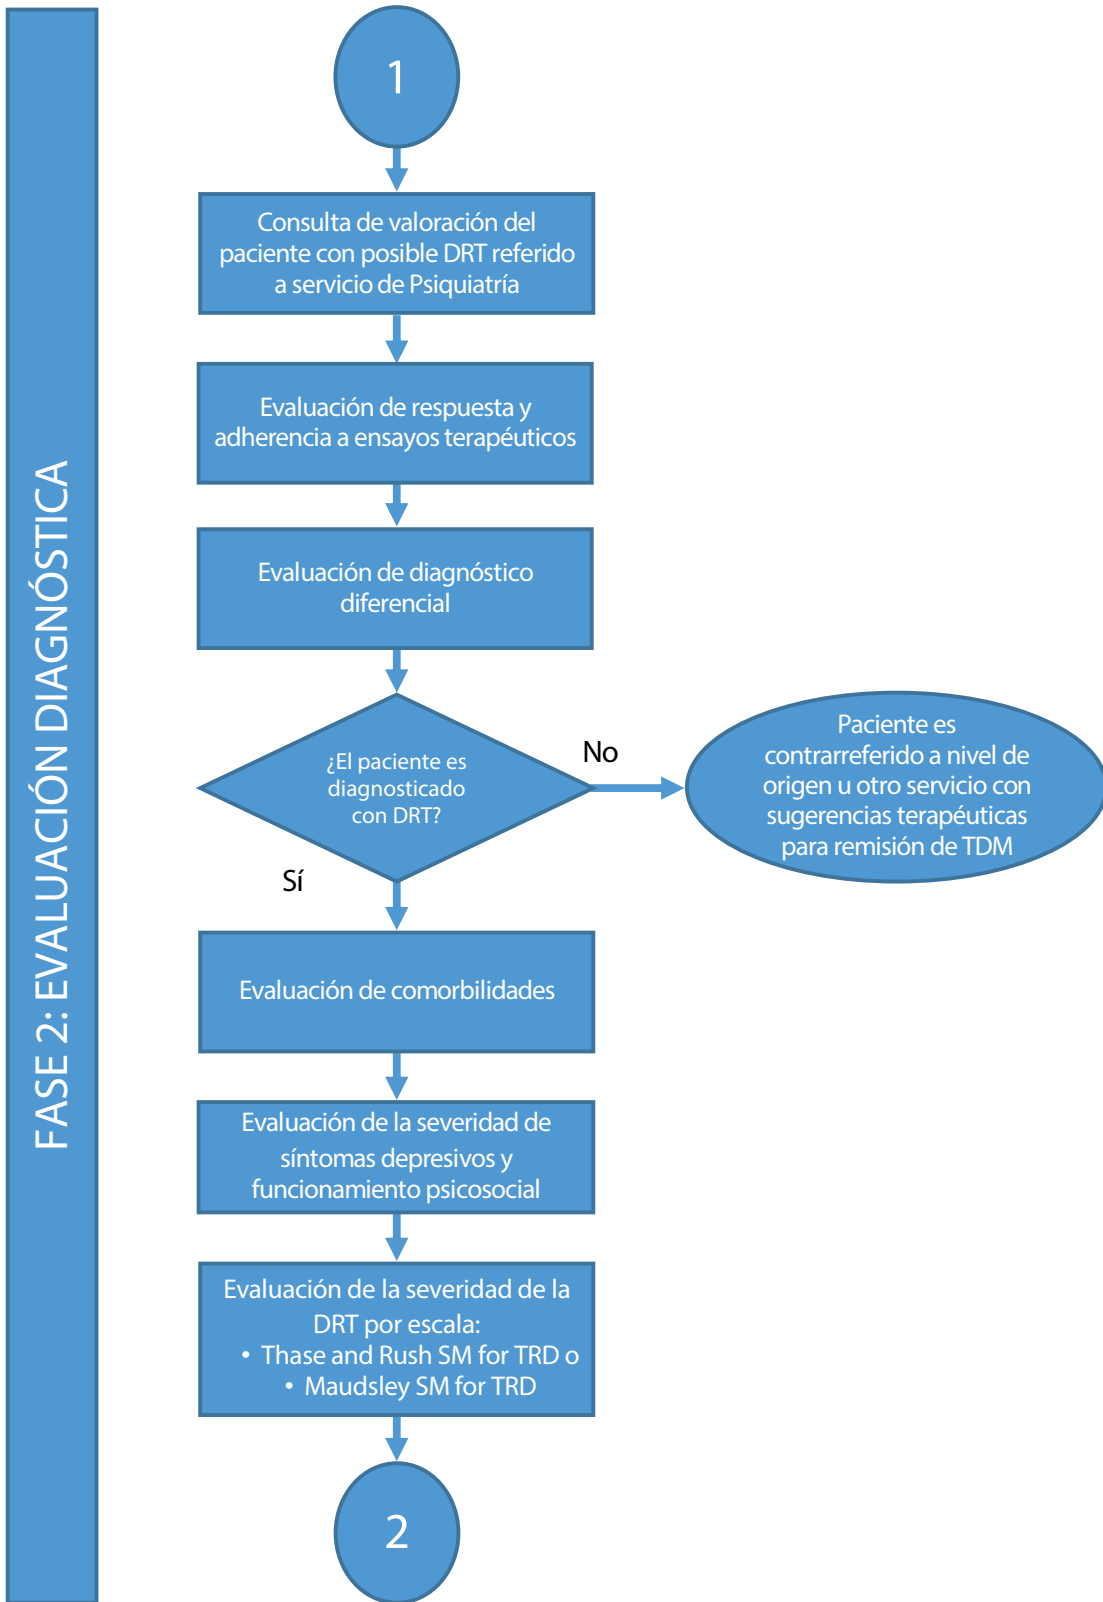 FASE 2: EVALUACIÓN DIAGNÓSTICA
1
Consulta de valoración del
paciente con posible DRT referido
a servicio de Psiquiatría
Evaluación de respuesta y
adherencia a ensayos terapéuticos
Evaluación de diagnóstico
diferencial
¿El paciente es
diagnosticado
con DRT?
No
Paciente es
contrarreferido a nivel de
origen u otro servicio con
sugerencias terapéuticas
para remisión de TDM
Sí
Evaluación de comorbilidades
Evaluación de la severidad de
síntomas depresivos y
funcionamiento psicosocial
Evaluación de la severidad de la
DRT por escala:
• Thase and Rush SM for TRD o
• Maudsley SM for TRD
2